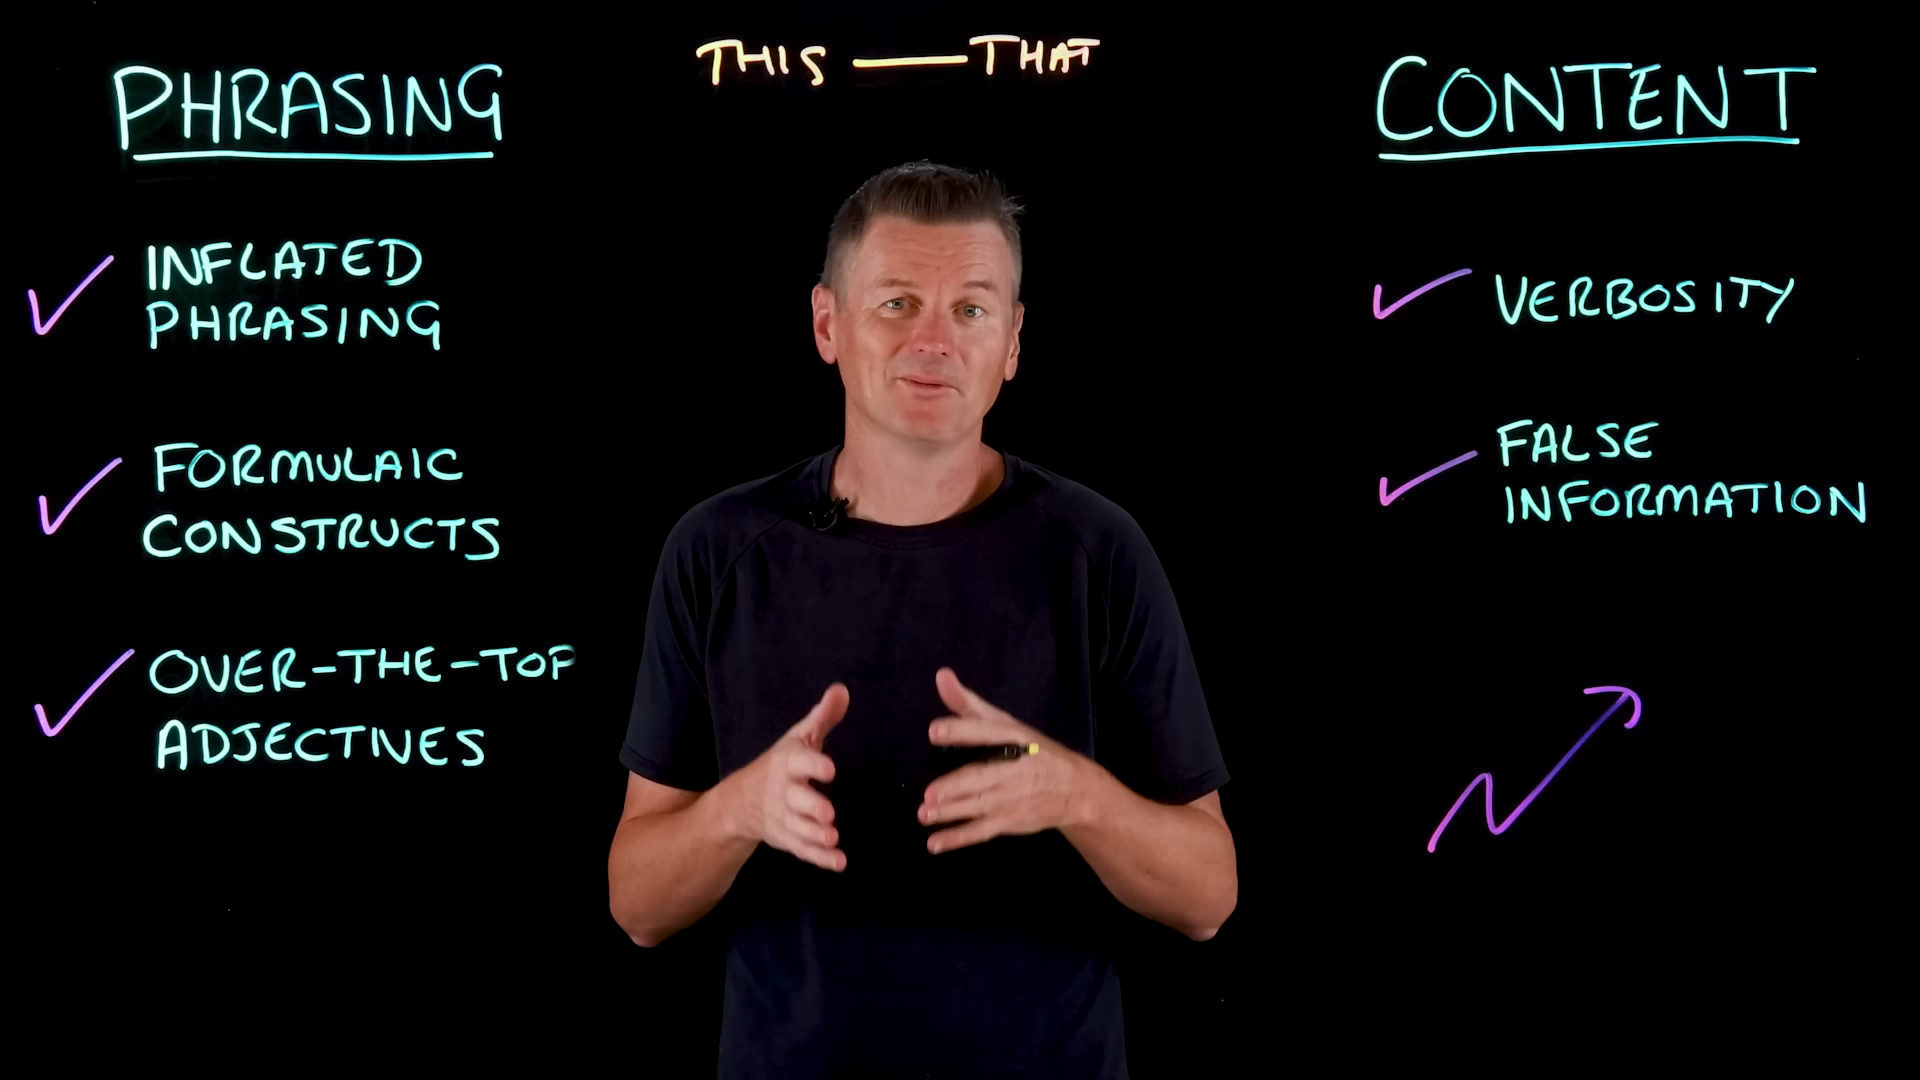 THIS — THAT
PHRASING
INFLATED
PHRASING
FORMULAIC
CONSTRUCTS
OVER-THE-TOP
ADJECTIVES
CONTENT
VERBOSITY
FALSE
INFORMATION